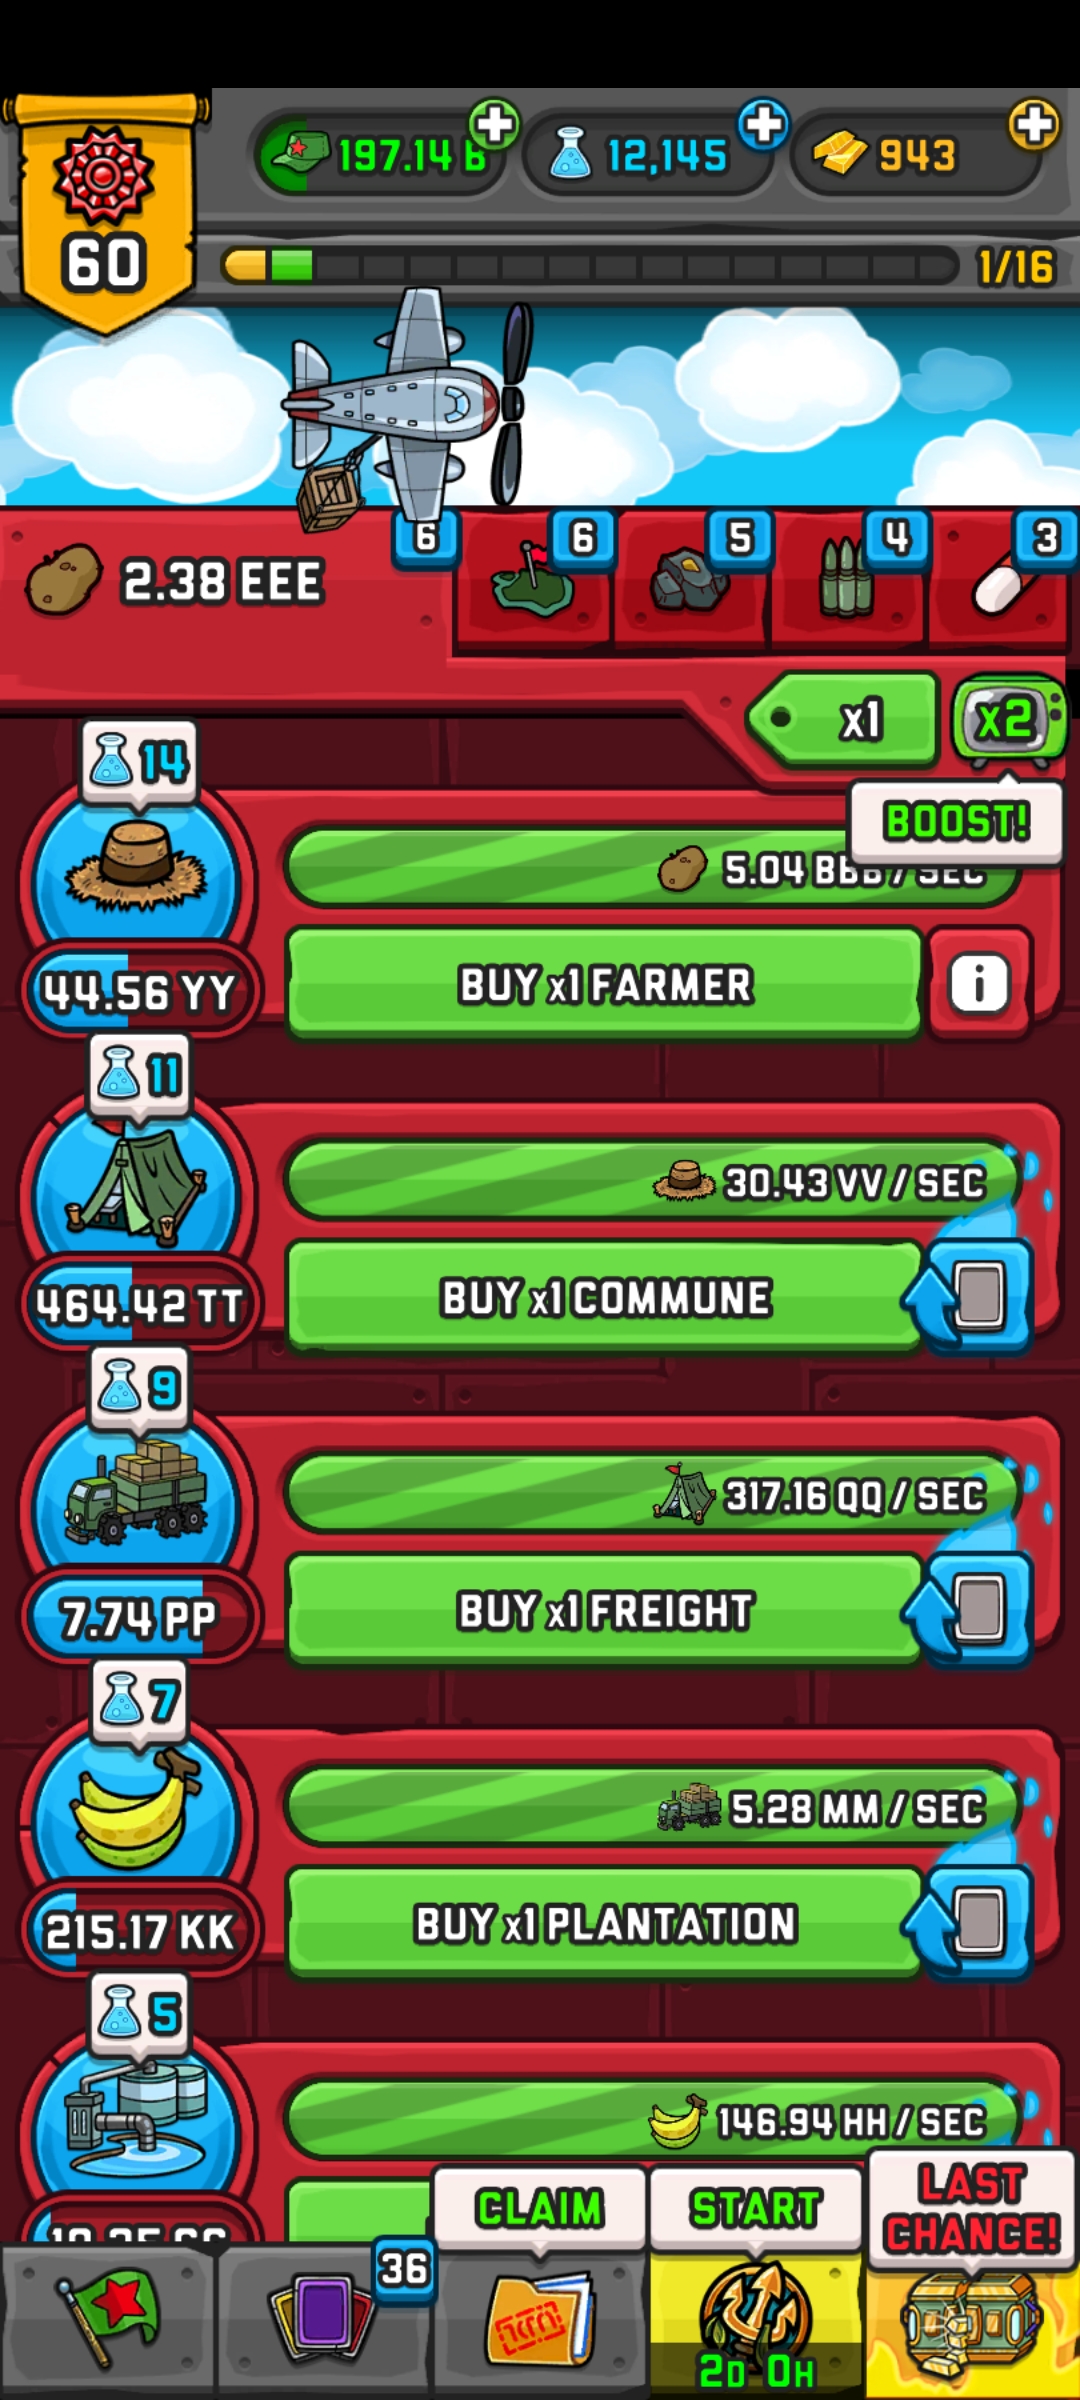 197.14 B
12,145
943
60
1/16
2.38 EEE
6
6
5
4
3
x1
x2
BOOST!
14
5.04 BBB / SEC
44.56 YY
BUY x1 FARMER
i
11
30.43 VV / SEC
464.42 TT
BUY x1 COMMUNE
9
317.16 QQ / SEC
7.74 PP
BUY x1 FREIGHT
7
5.28 MM / SEC
215.17 KK
BUY x1 PLANTATION
5
146.94 HH / SEC
CLAIM
START
LAST
CHANCE!
36
2D 0H